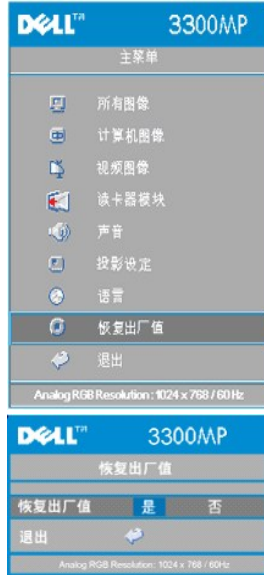 DELL™ 3300MP
主菜单
所有图像
计算机图像
视频图像
读卡器模块
声音
投影设定
语言
恢复出厂值
退出
Analog RGB Resolution : 1024 x 768 / 60 Hz
DELL™ 3300MP
恢复出厂值
恢复出厂值 是 否
退出
Analog RGB Resolution: 1024 x 768 / 60Hz